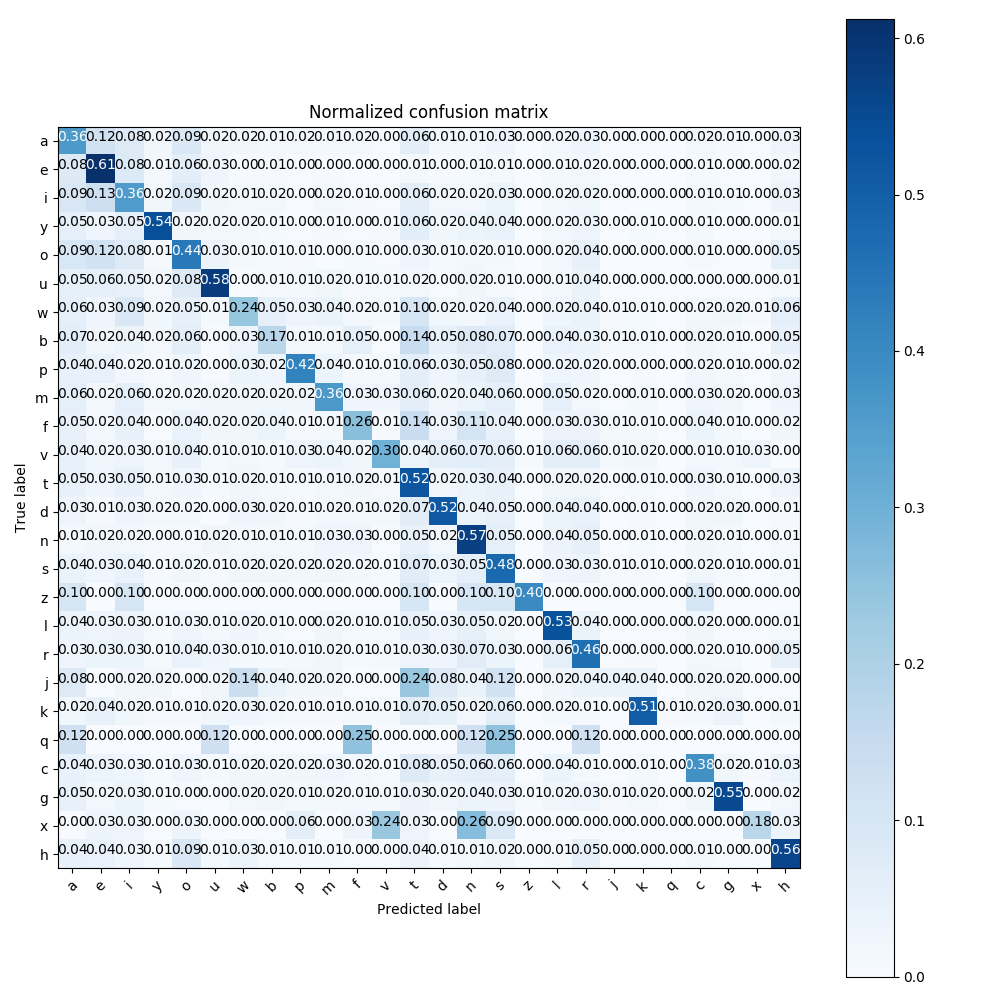 Normalized confusion matrix
a 0.36 0.12 0.08 0.02 0.09 0.02 0.02 0.01 0.02 0.01 0.02 0.00 0.06 0.01 0.01 0.03 0.00 0.02 0.03 0.00 0.00 0.00 0.02 0.01 0.00 0.03
e 0.08 0.61 0.08 0.01 0.06 0.03 0.00 0.01 0.00 0.00 0.01 0.00 0.01 0.00 0.01 0.01 0.00 0.01 0.02 0.00 0.00 0.00 0.01 0.00 0.00 0.02
i 0.09 0.13 0.36 0.02 0.09 0.02 0.01 0.02 0.00 0.02 0.01 0.00 0.06 0.02 0.02 0.01 0.00 0.02 0.02 0.00 0.00 0.00 0.01 0.01 0.00 0.03
y 0.05 0.03 0.05 0.54 0.02 0.02 0.02 0.01 0.00 0.01 0.02 0.01 0.06 0.02 0.04 0.04 0.00 0.02 0.03 0.00 0.01 0.00 0.01 0.00 0.00 0.01
o 0.09 0.12 0.08 0.01 0.44 0.03 0.01 0.01 0.01 0.00 0.01 0.00 0.03 0.01 0.02 0.01 0.00 0.02 0.04 0.00 0.00 0.00 0.01 0.00 0.00 0.05
u 0.05 0.06 0.05 0.02 0.08 0.58 0.00 0.01 0.01 0.02 0.01 0.01 0.02 0.00 0.02 0.01 0.00 0.01 0.04 0.00 0.00 0.00 0.01 0.00 0.00 0.01
w 0.06 0.03 0.09 0.02 0.05 0.01 0.24 0.05 0.03 0.04 0.02 0.01 0.10 0.02 0.02 0.04 0.00 0.02 0.04 0.01 0.01 0.00 0.02 0.02 0.01 0.06
b 0.07 0.02 0.04 0.02 0.06 0.00 0.03 0.17 0.01 0.01 0.05 0.00 0.14 0.05 0.08 0.07 0.00 0.04 0.03 0.01 0.01 0.00 0.02 0.01 0.00 0.05
p 0.04 0.04 0.02 0.01 0.02 0.00 0.03 0.02 0.42 0.04 0.01 0.01 0.06 0.03 0.05 0.08 0.00 0.02 0.02 0.00 0.00 0.00 0.02 0.01 0.00 0.02
m 0.06 0.02 0.06 0.02 0.02 0.02 0.02 0.02 0.02 0.36 0.03 0.03 0.06 0.02 0.04 0.06 0.00 0.05 0.02 0.00 0.01 0.00 0.03 0.02 0.00 0.03
f 0.05 0.02 0.04 0.00 0.04 0.02 0.02 0.04 0.01 0.01 0.26 0.01 0.14 0.03 0.11 0.04 0.00 0.03 0.03 0.01 0.00 0.00 0.04 0.02 0.01 0.02
v 0.04 0.02 0.03 0.01 0.04 0.01 0.01 0.01 0.03 0.04 0.02 0.30 0.04 0.06 0.07 0.06 0.01 0.06 0.06 0.01 0.02 0.00 0.01 0.01 0.03 0.00
t 0.05 0.03 0.05 0.01 0.03 0.01 0.02 0.02 0.01 0.02 0.02 0.01 0.52 0.02 0.03 0.04 0.00 0.02 0.02 0.00 0.00 0.00 0.03 0.01 0.00 0.03
d 0.03 0.01 0.03 0.02 0.02 0.00 0.03 0.02 0.01 0.02 0.01 0.02 0.07 0.52 0.04 0.05 0.00 0.04 0.04 0.00 0.01 0.00 0.02 0.02 0.00 0.01
n 0.01 0.02 0.02 0.00 0.01 0.02 0.02 0.01 0.01 0.03 0.03 0.00 0.05 0.02 0.57 0.05 0.00 0.04 0.05 0.00 0.01 0.00 0.02 0.01 0.00 0.01
s 0.04 0.03 0.04 0.01 0.02 0.01 0.02 0.02 0.01 0.02 0.01 0.01 0.07 0.03 0.05 0.48 0.00 0.03 0.03 0.01 0.01 0.00 0.02 0.01 0.00 0.01
z 0.10 0.00 0.10 0.00 0.00 0.00 0.00 0.00 0.00 0.00 0.00 0.00 0.10 0.00 0.10 0.10 0.40 0.00 0.00 0.00 0.00 0.00 0.10 0.00 0.00 0.00
l 0.04 0.03 0.03 0.01 0.03 0.01 0.02 0.01 0.00 0.02 0.01 0.01 0.05 0.03 0.05 0.02 0.00 0.53 0.04 0.00 0.00 0.00 0.02 0.00 0.00 0.01
r 0.03 0.03 0.03 0.01 0.04 0.03 0.01 0.01 0.01 0.02 0.01 0.01 0.03 0.03 0.07 0.03 0.00 0.06 0.46 0.00 0.00 0.00 0.02 0.01 0.00 0.05
j 0.08 0.00 0.02 0.02 0.00 0.02 0.14 0.04 0.02 0.02 0.00 0.00 0.24 0.08 0.04 0.12 0.00 0.02 0.04 0.04 0.04 0.00 0.02 0.02 0.00 0.00
k 0.02 0.04 0.02 0.01 0.01 0.02 0.03 0.02 0.01 0.01 0.01 0.01 0.07 0.05 0.02 0.06 0.00 0.02 0.01 0.00 0.51 0.01 0.02 0.03 0.00 0.01
q 0.12 0.00 0.00 0.00 0.00 0.12 0.00 0.00 0.00 0.00 0.25 0.00 0.00 0.00 0.12 0.25 0.00 0.00 0.12 0.00 0.00 0.00 0.00 0.00 0.00 0.00
c 0.04 0.03 0.03 0.01 0.03 0.01 0.02 0.02 0.02 0.03 0.02 0.01 0.08 0.05 0.06 0.06 0.00 0.04 0.02 0.00 0.01 0.00 0.38 0.02 0.01 0.03
g 0.05 0.02 0.03 0.01 0.00 0.00 0.02 0.02 0.01 0.01 0.02 0.01 0.03 0.02 0.04 0.03 0.01 0.02 0.03 0.01 0.02 0.00 0.02 0.55 0.00 0.02
x 0.00 0.03 0.03 0.00 0.03 0.00 0.00 0.00 0.06 0.00 0.03 0.24 0.03 0.00 0.26 0.09 0.00 0.00 0.00 0.00 0.00 0.00 0.00 0.00 0.18 0.03
h 0.04 0.04 0.03 0.01 0.09 0.01 0.03 0.01 0.01 0.02 0.01 0.00 0.04 0.01 0.01 0.02 0.00 0.01 0.05 0.00 0.00 0.00 0.01 0.00 0.00 0.56
a e i y o u w b p m f v t d n s z l r j k q c g x h
True label
Predicted label
0.6
0.5
0.4
0.3
0.2
0.1
0.0